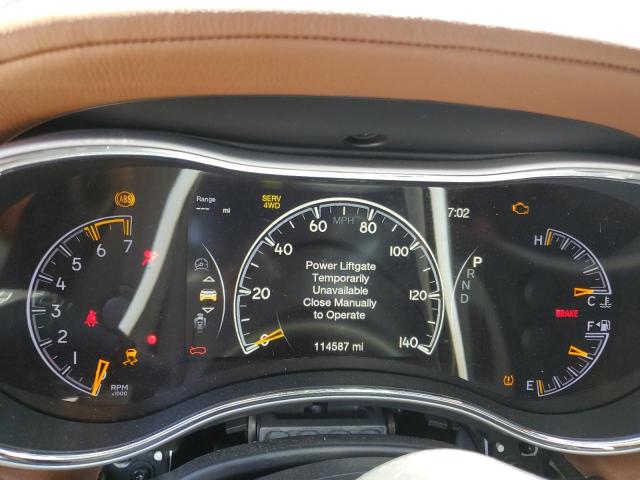 ABS
Range
--- mi
SERV
4WD
7:02
7
6
5
4
3
2
1
RPM
x1000
MPH
0
20
40
60
80
100
120
140
Power Liftgate
Temporarily
Unavailable
Close Manually
to Operate
114587 mi
P
R
N
D
H
C
BRAKE
F
E